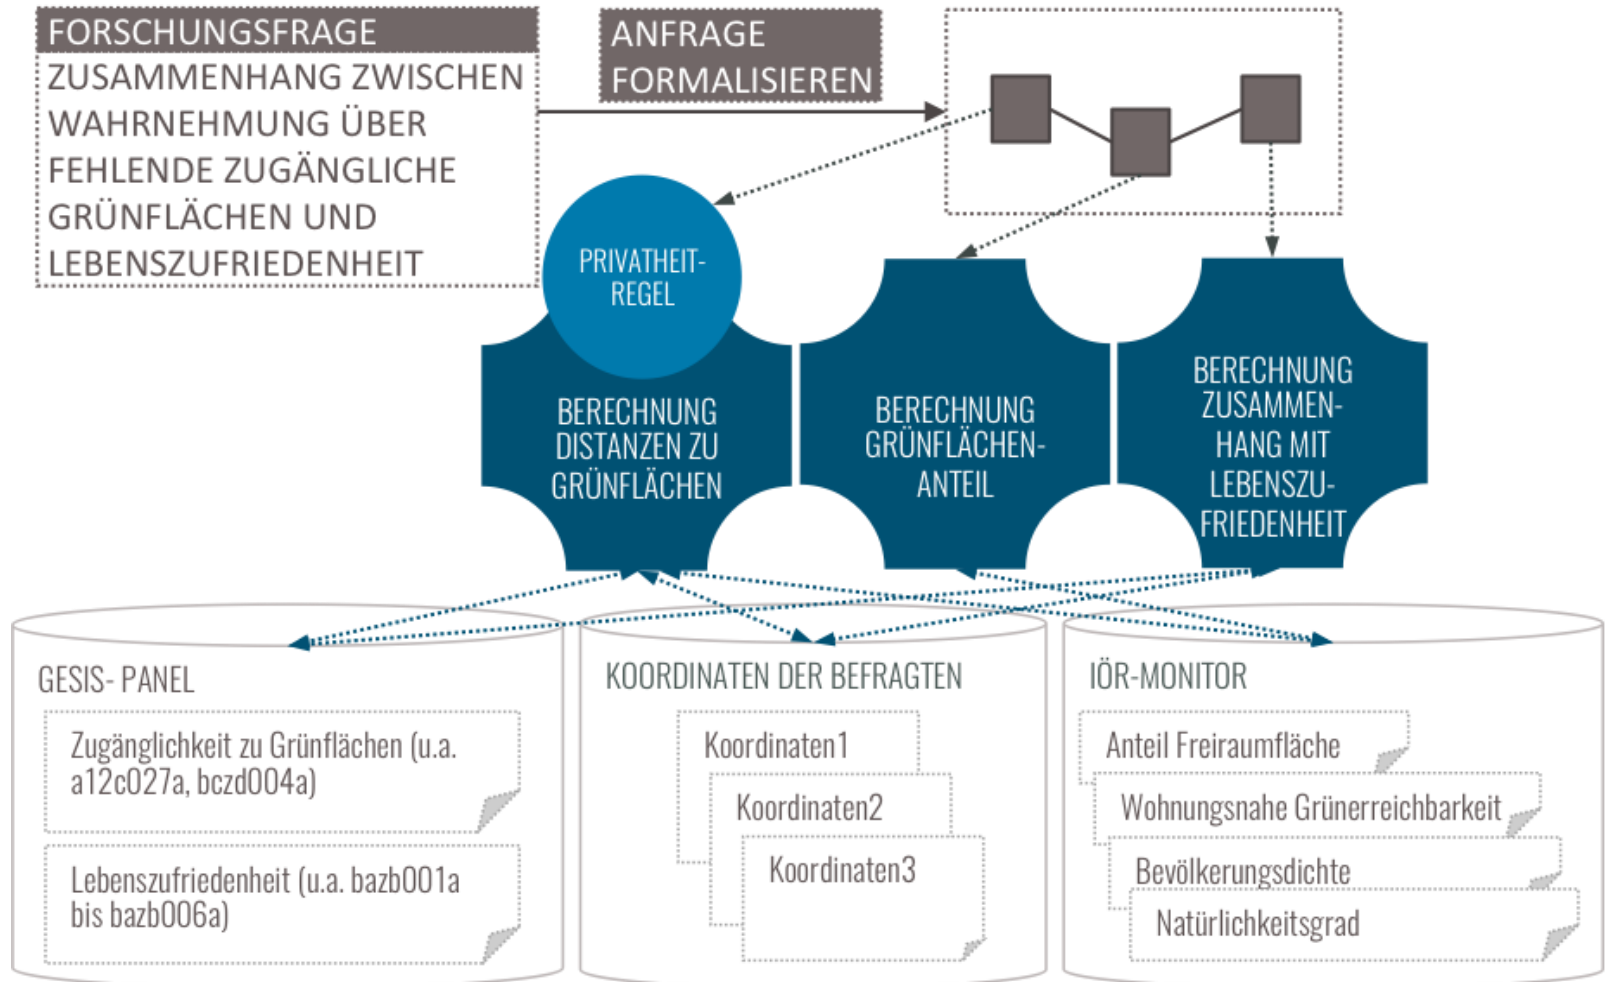 FORSCHUNGSFRAGE
ZUSAMMENHANG ZWISCHEN
WAHRNEHMUNG ÜBER
FEHLENDE ZUGÄNGLICHE
GRÜNFLÄCHEN UND
LEBENSZUFRIEDENHEIT
ANFRAGE
FORMALISIEREN
PRIVATHEIT-
REGEL
BERECHNUNG
DISTANZEN ZU
GRÜNFLÄCHEN
BERECHNUNG
GRÜNFLÄCHEN-
ANTEIL
BERECHNUNG
ZUSAMMEN-
HANG MIT
LEBENSZU-
FRIEDENHEIT
GESIS- PANEL
Zugänglichkeit zu Grünflächen (u.a.
a12c027a, bczd004a)
Lebenszufriedenheit (u.a. bazb001a
bis bazb006a)
KOORDINATEN DER BEFRAGTEN
Koordinaten1
Koordinaten2
Koordinaten3
IÖR-MONITOR
Anteil Freiraumfläche
Wohnungsnahe Grünerreichbarkeit
Bevölkerungsdichte
Natürlichkeitsgrad